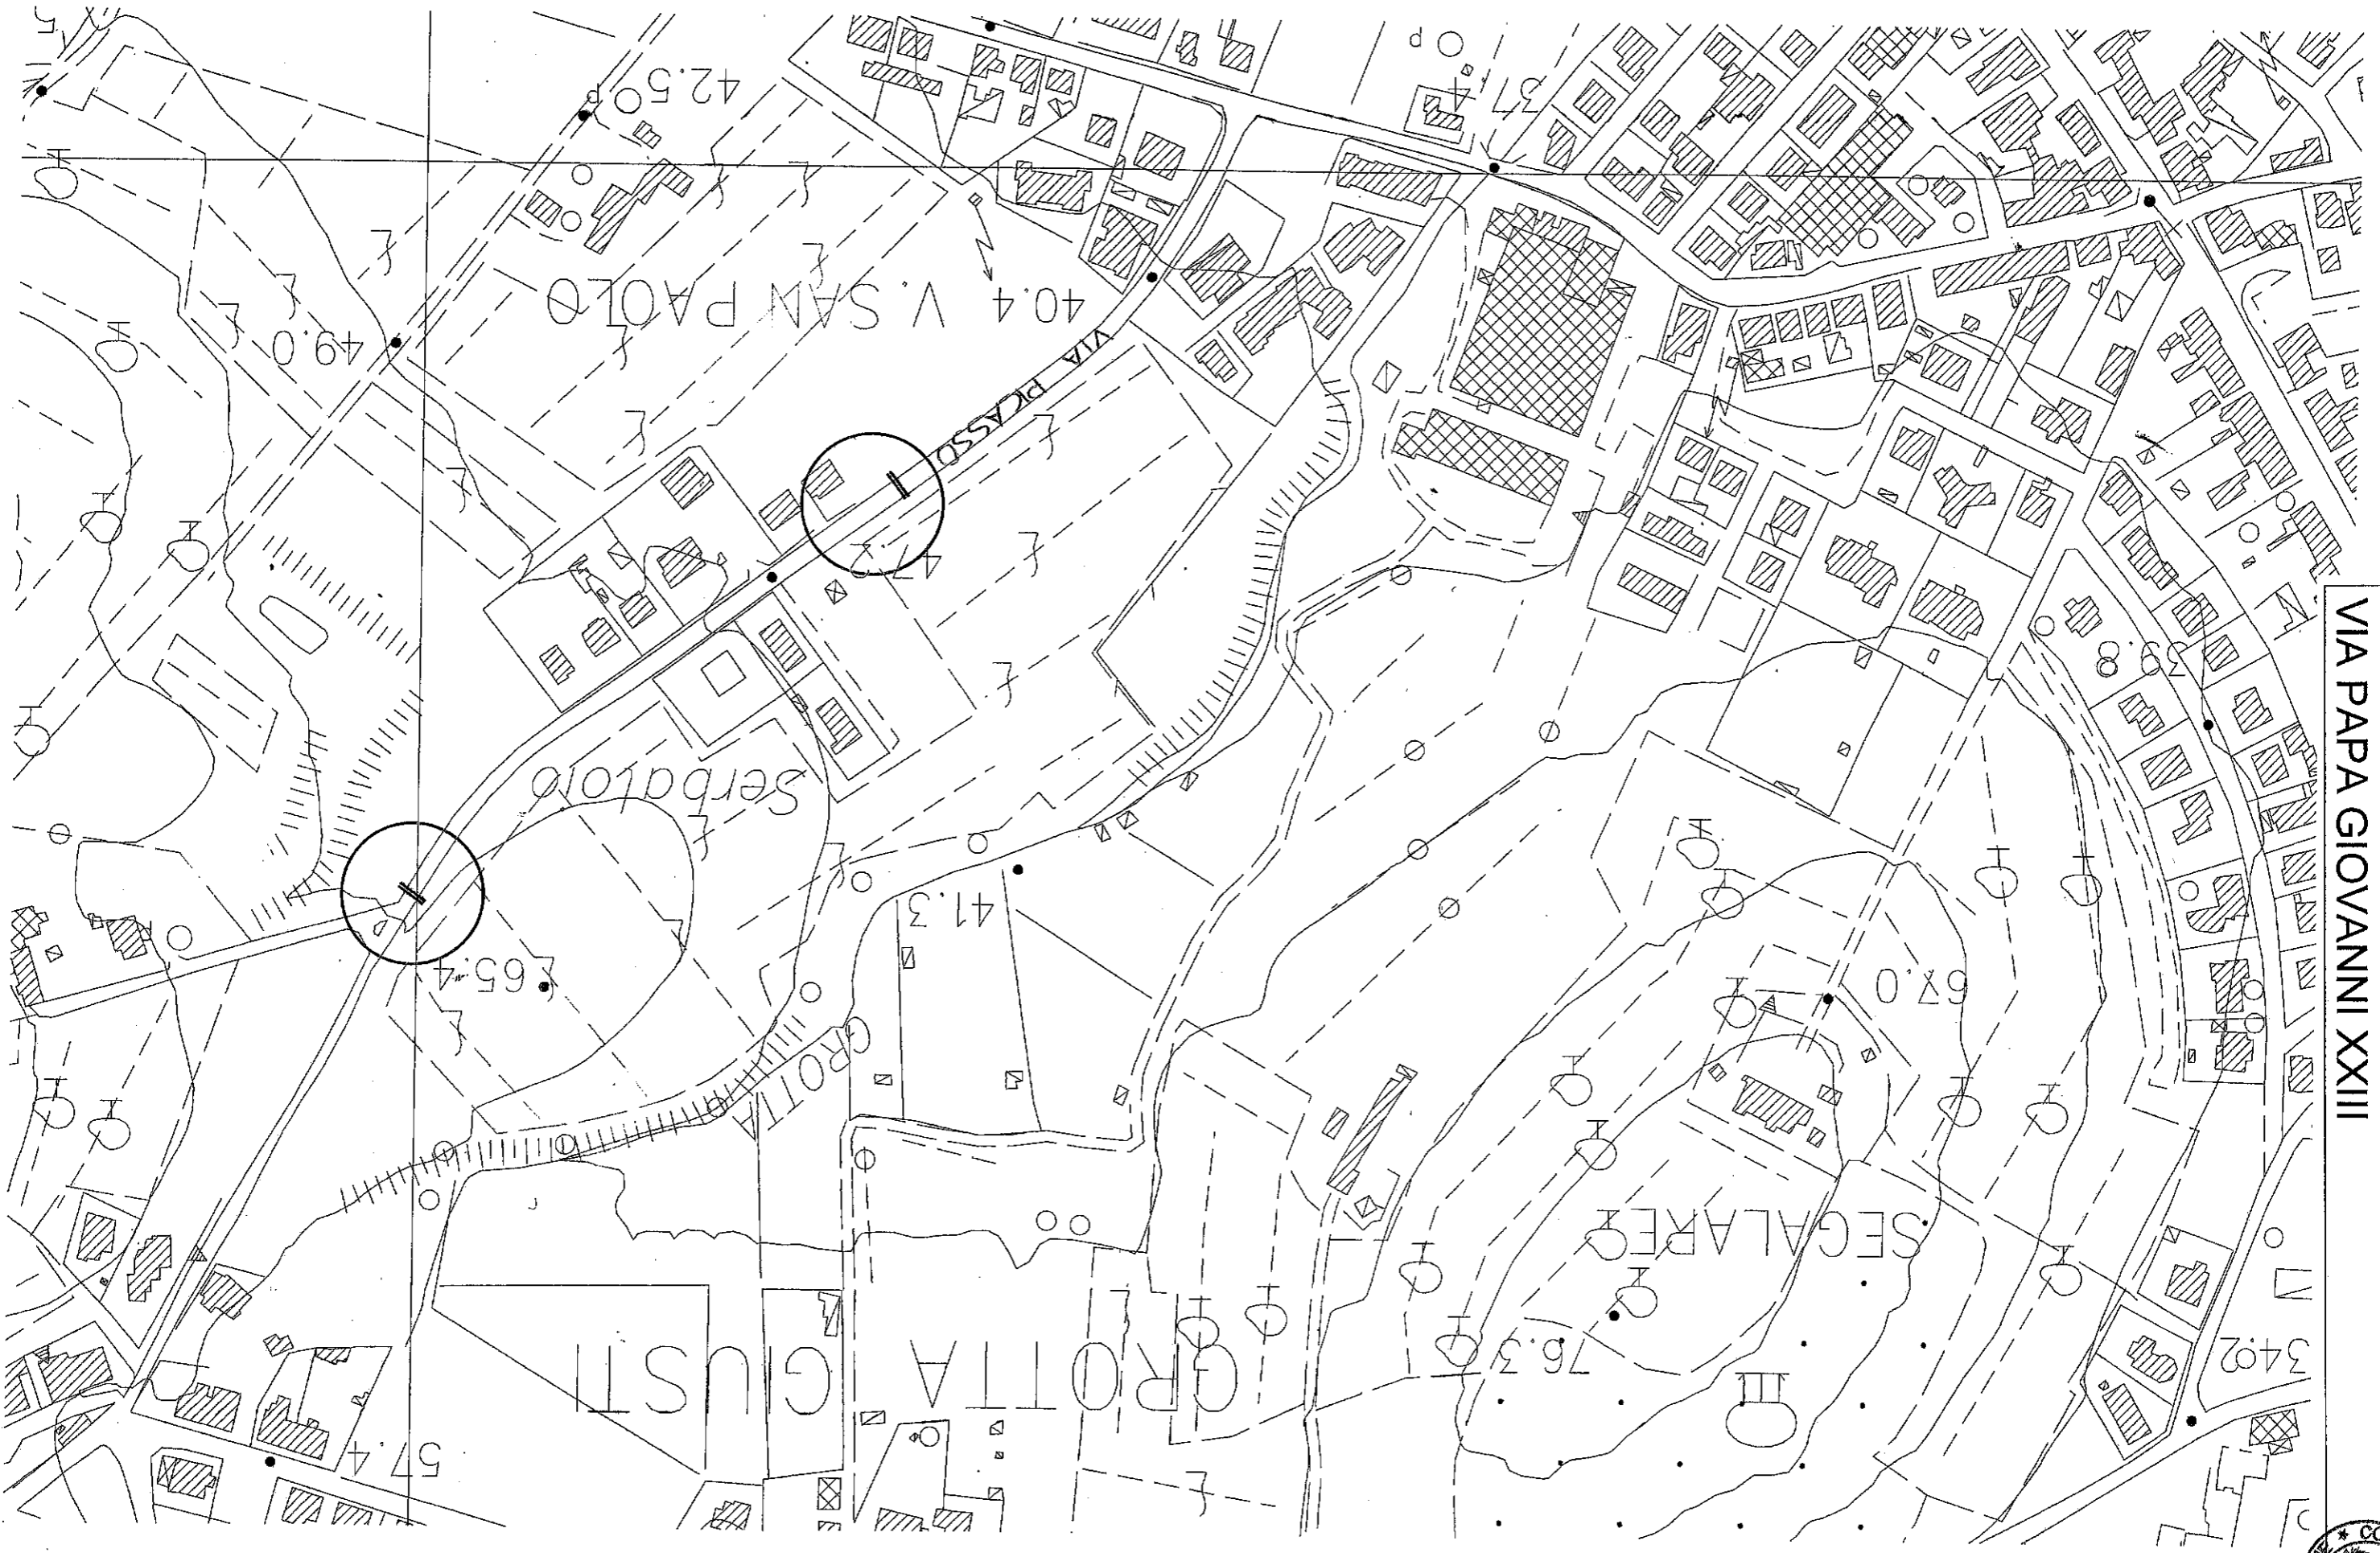 42.5
p
p
37.4
V. SAN PAOLO
40.4
49.0
VIA PICASSO
47.2
39.8
VIA PAPA GIOVANNI XXIII
Serbatoio
41.3
65.4
67.0
GROTTA
SEGALARE
GROTTA GIUSTI
76.3
34.2
57.4
* CO